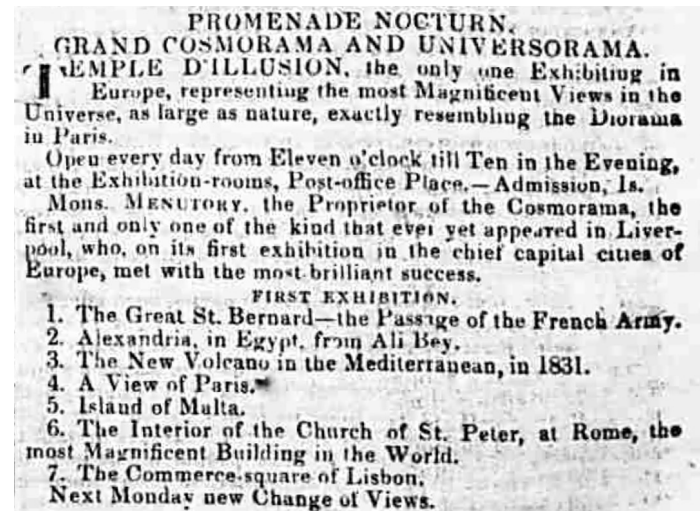 PROMENADE NOCTURN.
GRAND COSMORAMA AND UNIVERSORAMA.
TEMPLE D'ILLUSION, the only one Exhibiting in
Europe, representing the most Magnificent Views in the
Universe, as large as nature, exactly resembling the Diorama
in Paris.
Open every day from Eleven o'clock till Ten in the Evening,
at the Exhibition-rooms, Post-office Place.—Admission, 1s.
Mons. MENUTORY, the Proprietor of the Cosmorama, the
first and only one of the kind that ever yet appeared in Liver-
pool, who, on its first exhibition in the chief capital cities of
Europe, met with the most brilliant success.
FIRST EXHIBITION.
1. The Great St. Bernard—the Passage of the French Army.
2. Alexandria, in Egypt, from Ali Bey.
3. The New Volcano in the Mediterranean, in 1831.
4. A View of Paris.
5. Island of Malta.
6. The Interior of the Church of St. Peter, at Rome, the
most Magnificent Building in the World.
7. The Commerce-square of Lisbon.
Next Monday new Change of Views.